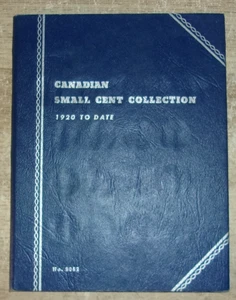 CANADIAN
SMALL CENT COLLECTION
1920 TO DATE